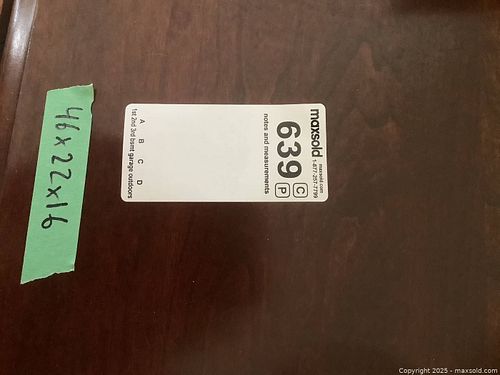 maxsold maxsold.com
1-877-257-7799
639 C P
notes and measurements
A B C D
1st 2nd 3rd bsmt garage outdoors
46x22x16
Copyright 2025 - maxsold.com